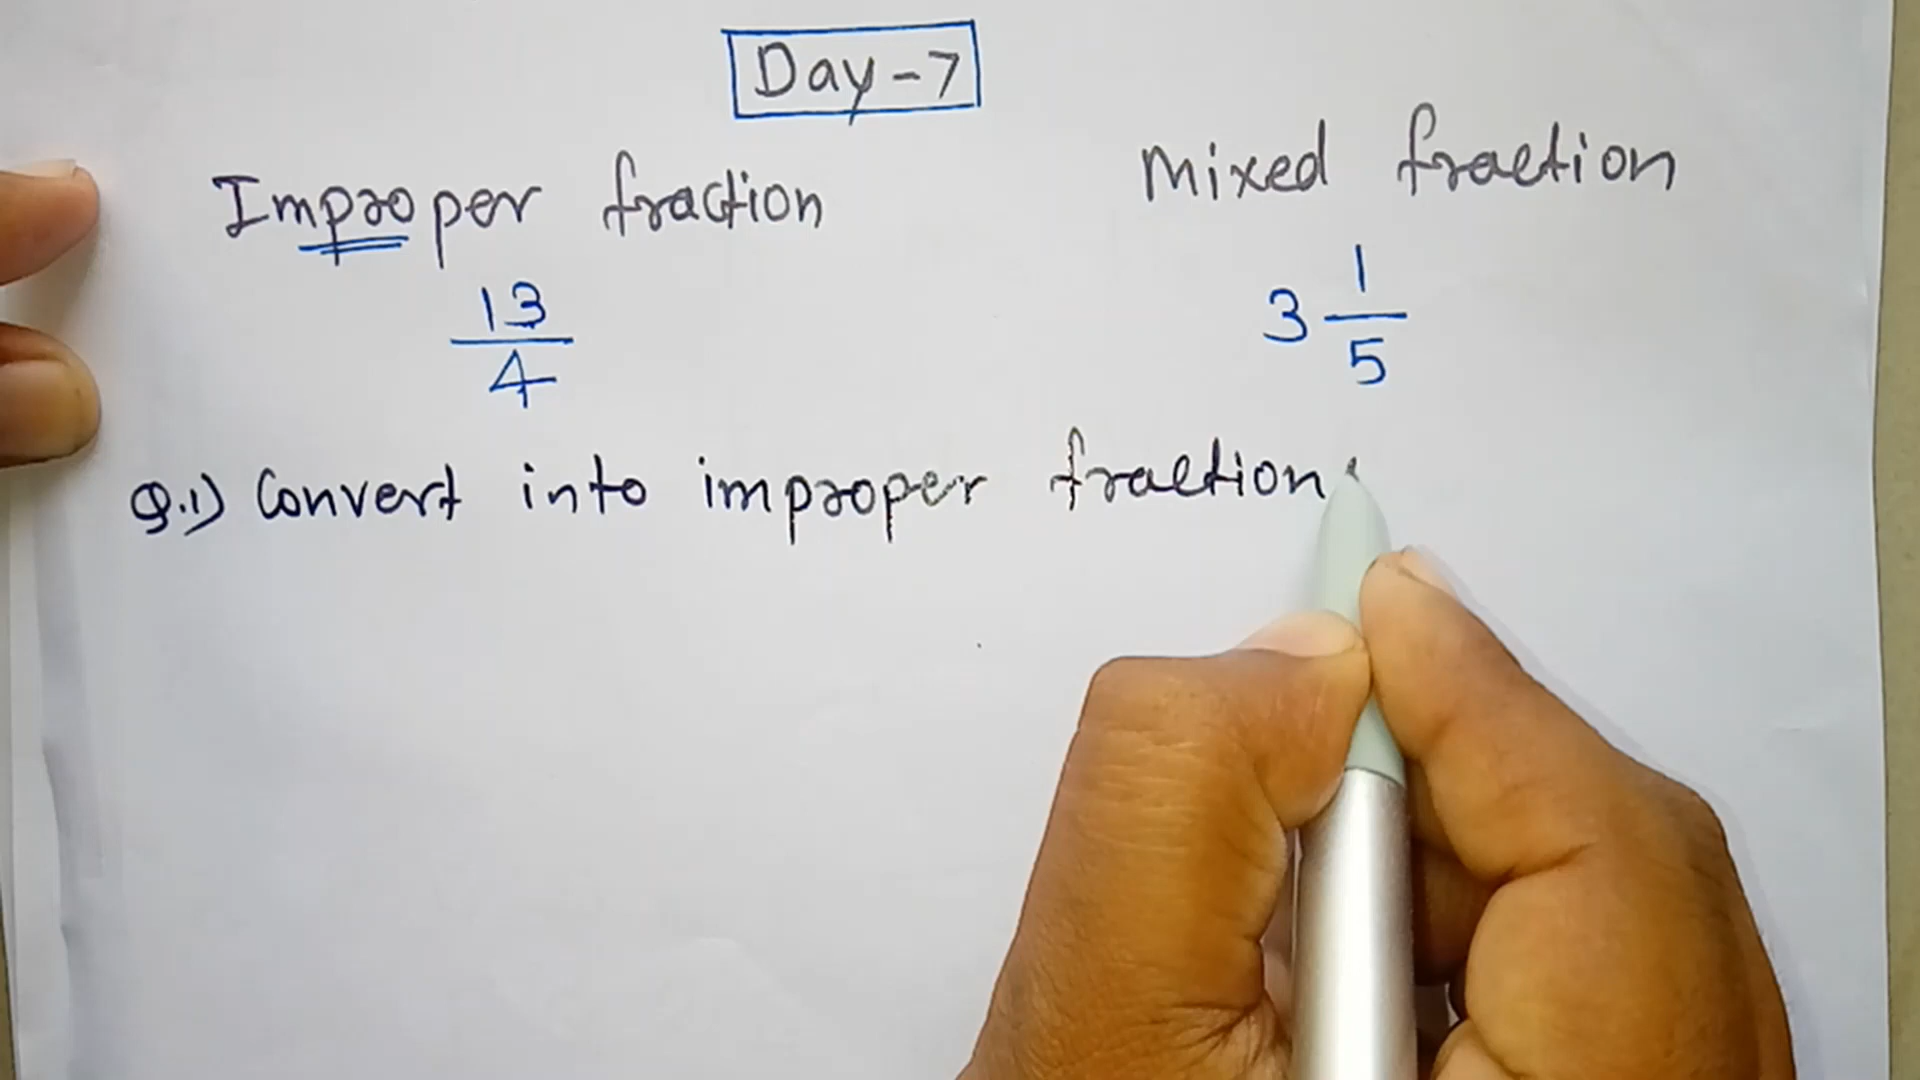 Day-7
Improper fraction
Mixed fraction
13/4
3 1/5
Q.1) Convert into improper fraction